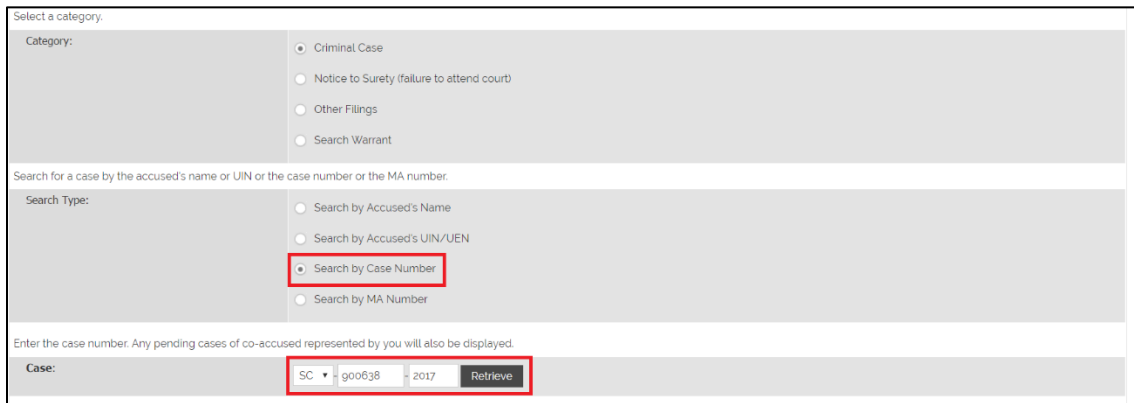 Select a category.
Category:
Criminal Case
Notice to Surety (failure to attend court)
Other Filings
Search Warrant
Search for a case by the accused's name or UIN or the case number or the MA number.
Search Type:
Search by Accused's Name
Search by Accused's UIN/UEN
Search by Case Number
Search by MA Number
Enter the case number. Any pending cases of co-accused represented by you will also be displayed.
Case: SC - 900638 - 2017 Retrieve